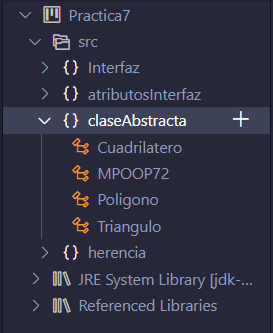 Practica7
src
{} Interfaz
{} atributosInterfaz
{} claseAbstracta +
Cuadrilatero
MPOOP72
Poligono
Triangulo
{} herencia
JRE System Library [jdk-...
Referenced Libraries